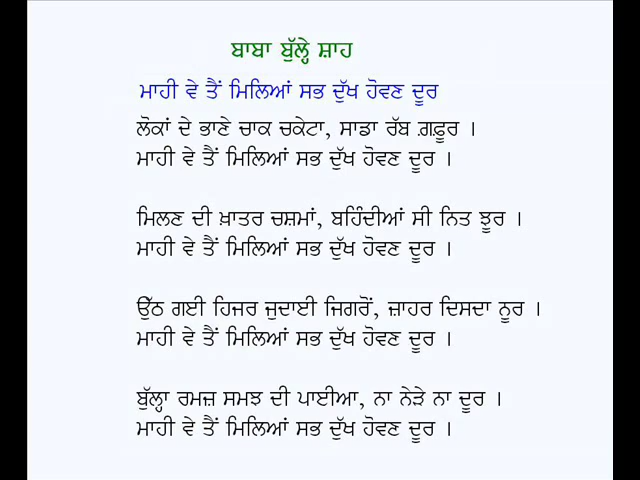 ਬਾਬਾ ਬੁੱਲ੍ਹੇ ਸ਼ਾਹ
ਮਾਹੀ ਵੇ ਤੈਂ ਮਿਲਿਆਂ ਸਭ ਦੁੱਖ ਹੋਵਣ ਦੂਰ
ਲੋਕਾਂ ਦੇ ਭਾਣੇ ਚਾਕ ਚਕੇਟਾ, ਸਾਡਾ ਰੱਬ ਗ਼ਫ਼ੂਰ ।
ਮਾਹੀ ਵੇ ਤੈਂ ਮਿਲਿਆਂ ਸਭ ਦੁੱਖ ਹੋਵਣ ਦੂਰ ।
ਮਿਲਣ ਦੀ ਖ਼ਾਤਰ ਚਸ਼ਮਾਂ, ਬਹਿੰਦੀਆਂ ਸੀ ਨਿਤ ਝੂਰ ।
ਮਾਹੀ ਵੇ ਤੈਂ ਮਿਲਿਆਂ ਸਭ ਦੁੱਖ ਹੋਵਣ ਦੂਰ ।
ਉੱਠ ਗਈ ਹਿਜਰ ਜੁਦਾਈ ਜਿਗਰੋਂ, ਜ਼ਾਹਰ ਦਿਸਦਾ ਨੂਰ ।
ਮਾਹੀ ਵੇ ਤੈਂ ਮਿਲਿਆਂ ਸਭ ਦੁੱਖ ਹੋਵਣ ਦੂਰ ।
ਬੁੱਲ੍ਹਾ ਰਮਜ਼ ਸਮਝ ਦੀ ਪਾਈਆ, ਨਾ ਨੇੜੇ ਨਾ ਦੂਰ ।
ਮਾਹੀ ਵੇ ਤੈਂ ਮਿਲਿਆਂ ਸਭ ਦੁੱਖ ਹੋਵਣ ਦੂਰ ।